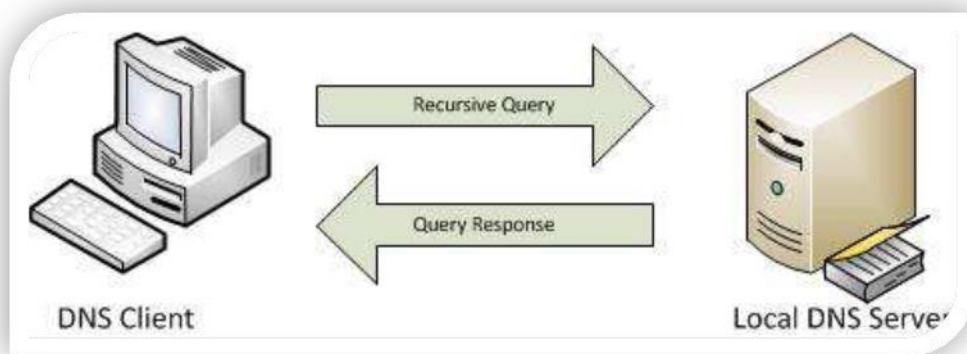 Recursive Query
Query Response
DNS Client
Local DNS Server